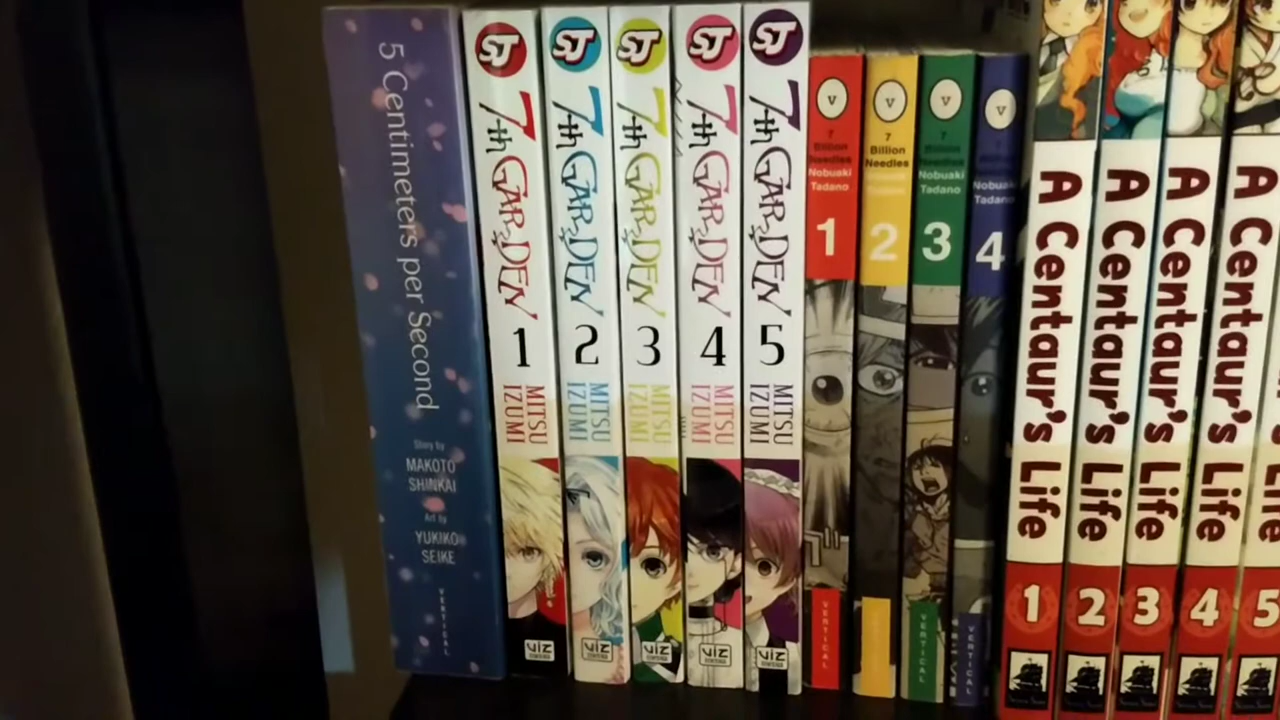 5 Centimeters per Second
Story by
MAKOTO
SHINKAI
Art by
YUKIKO
SEIKE
VERTICAL
SJ
7th GARDEN
1
MITSU
IZUMI
VIZ
SJ
7th GARDEN
2
MITSU
IZUMI
VIZ
SJ
7th GARDEN
3
MITSU
IZUMI
VIZ
SJ
7th GARDEN
4
MITSU
IZUMI
VIZ
SJ
7th GARDEN
5
MITSU
IZUMI
VIZ
V
7
Billion
Needles
Nobuaki
Tadano
1
VERTICAL
V
7
Billion
Needles
2
V
7
Billion
Needles
Nobuaki
Tadano
3
VERTICAL
V
Nobuaki
Tadano
4
VERTICAL
A Centaur's Life
1
A Centaur's Life
2
A Centaur's Life
3
A Centaur's Life
4
A Centaur's Life
5